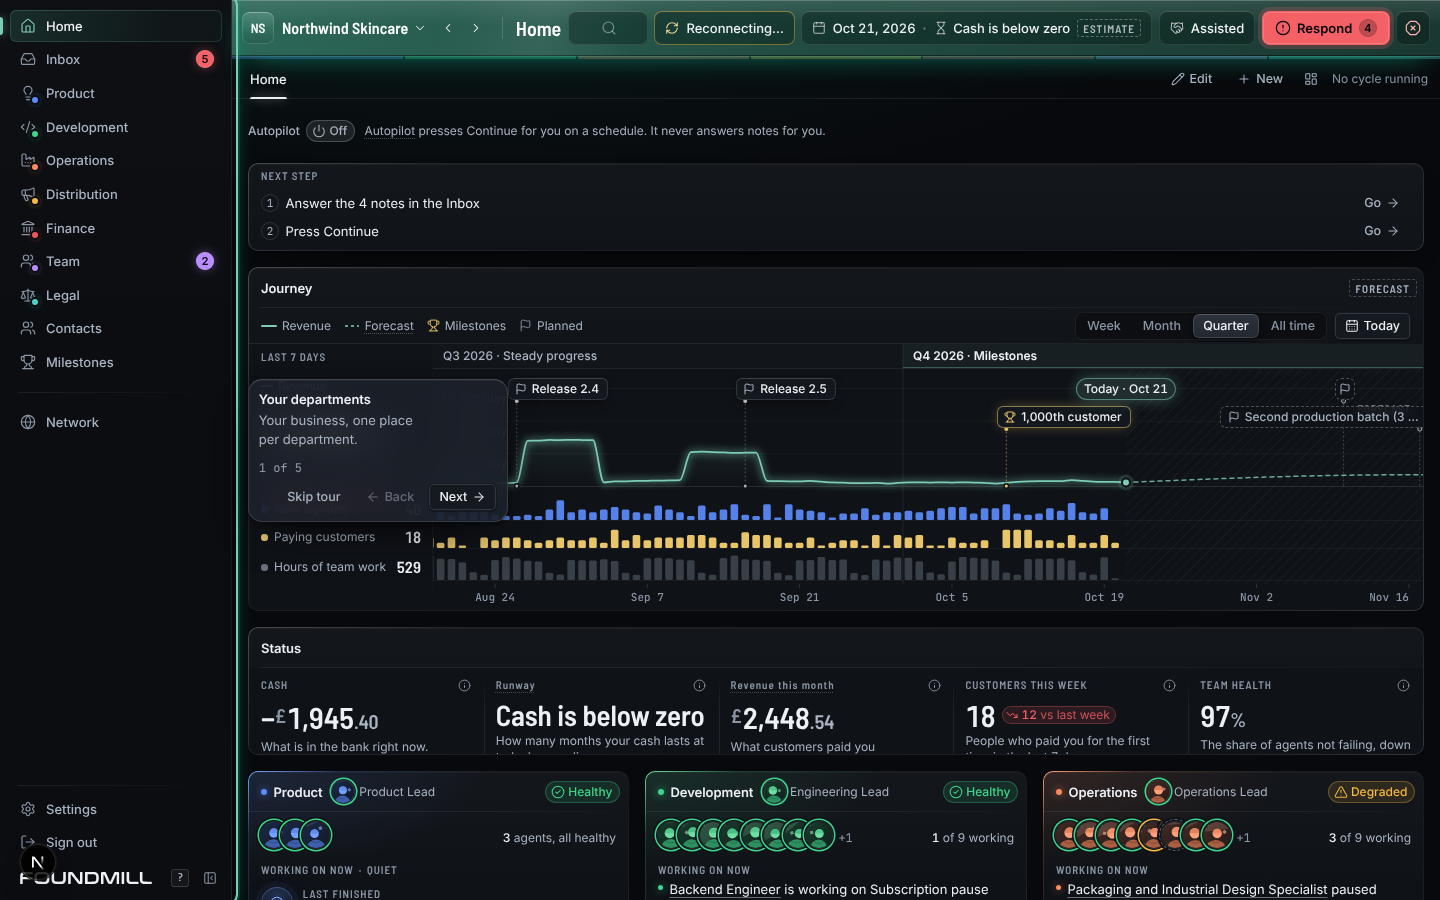 Home
Inbox 5
Product
Development
Operations
Distribution
Finance
Team 2
Legal
Contacts
Milestones
Network
Settings
Sign out
N
FOUNDMILL ?
NS Northwind Skincare Home Reconnecting... Oct 21, 2026 · Cash is below zero ESTIMATE Assisted Respond 4
Home Edit New No cycle running
Autopilot Off Autopilot presses Continue for you on a schedule. It never answers notes for you.
NEXT STEP
1 Answer the 4 notes in the Inbox Go →
2 Press Continue Go →
Journey FORECAST
Revenue Forecast Milestones Planned Week Month Quarter All time Today
LAST 7 DAYS Q3 2026 · Steady progress Q4 2026 · Milestones
Release 2.4 Release 2.5 Today · Oct 21
1,000th customer Second production batch (3 ...
Your departments
Your business, one place
per department.
1 of 5
Skip tour ← Back Next →
Paying customers 18
Hours of team work 529
Aug 24 Sep 7 Sep 21 Oct 5 Oct 19 Nov 2 Nov 16
Status
CASH Runway Revenue this month CUSTOMERS THIS WEEK TEAM HEALTH
−£1,945.40 Cash is below zero £2,448.54 18 12 vs last week 97%
What is in the bank right now. How many months your cash lasts at What customers paid you People who paid you for the first The share of agents not failing, down
Product Product Lead Healthy
3 agents, all healthy
WORKING ON NOW · QUIET
LAST FINISHED
Development Engineering Lead Healthy
+1 1 of 9 working
WORKING ON NOW
Backend Engineer is working on Subscription pause
Operations Operations Lead Degraded
+1 3 of 9 working
WORKING ON NOW
Packaging and Industrial Design Specialist paused